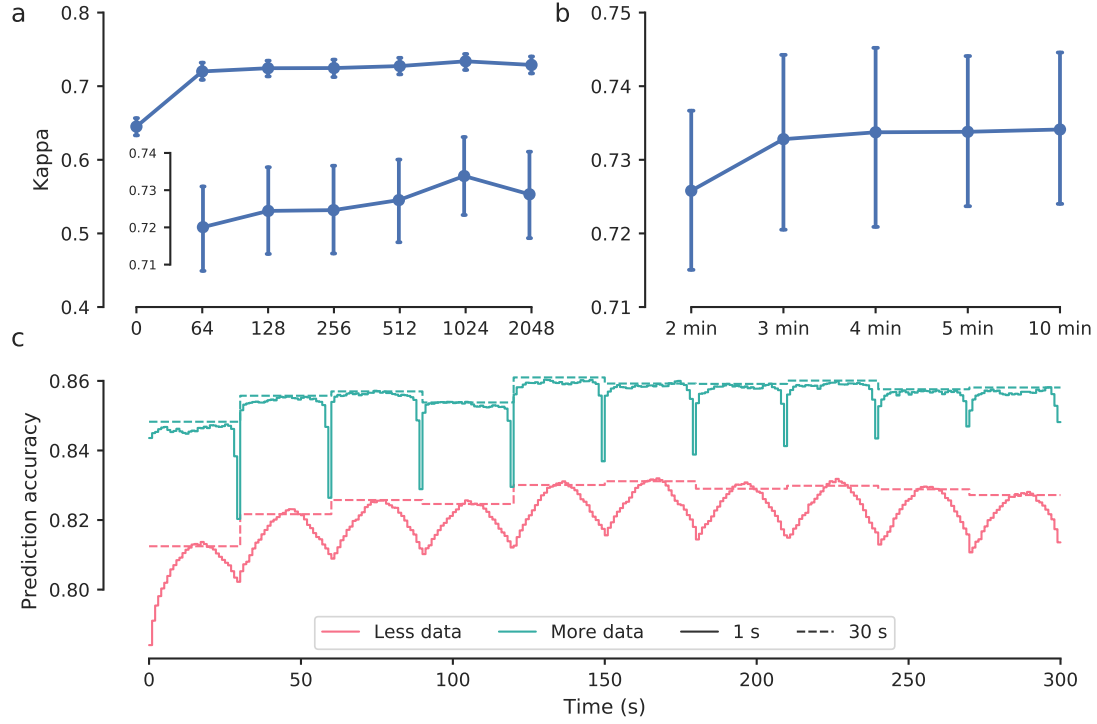 a
0.8
0.7
0.6
0.5
0.4
Kappa
0.74
0.73
0.72
0.71
0 64 128 256 512 1024 2048
b
0.75
0.74
0.73
0.72
0.71
2 min 3 min 4 min 5 min 10 min
c
0.86
0.84
0.82
0.80
Prediction accuracy
Less data More data 1 s 30 s
0 50 100 150 200 250 300
Time (s)